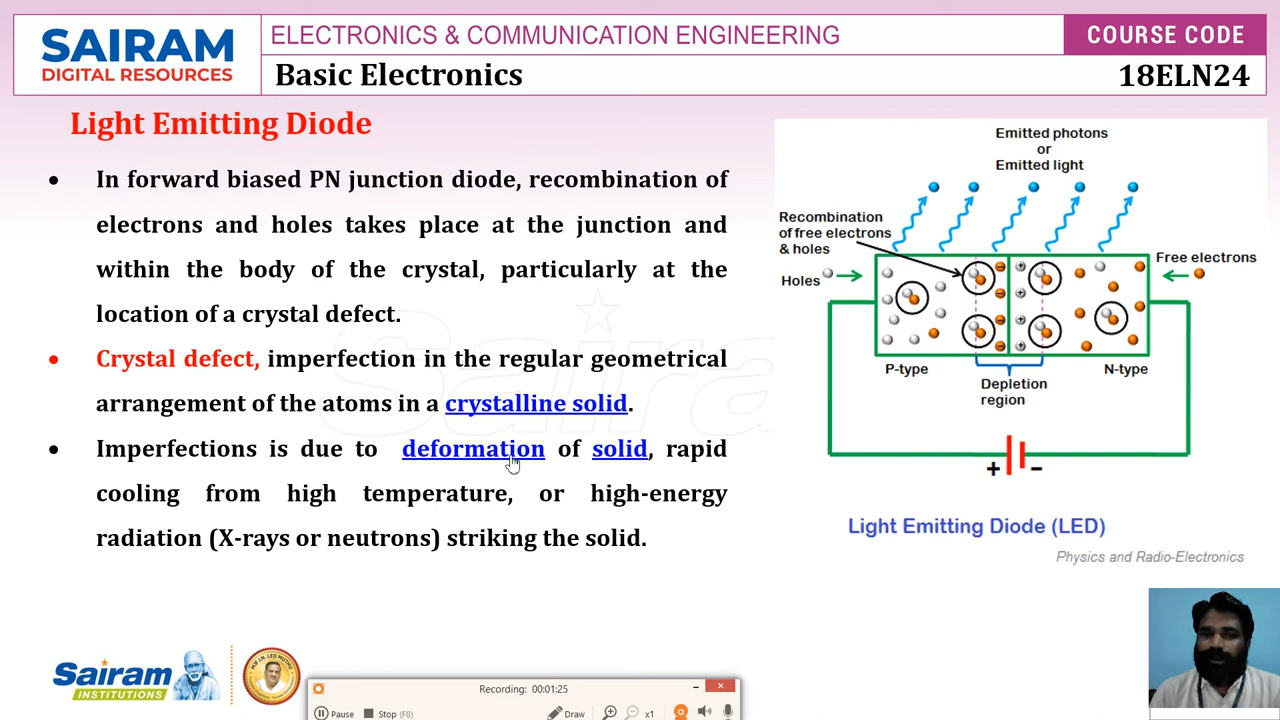 SAIRAM
DIGITAL RESOURCES
ELECTRONICS & COMMUNICATION ENGINEERING
COURSE CODE
Basic Electronics
18ELN24
Light Emitting Diode
• In forward biased PN junction diode, recombination of
electrons and holes takes place at the junction and
within the body of the crystal, particularly at the
location of a crystal defect.
• Crystal defect, imperfection in the regular geometrical
arrangement of the atoms in a crystalline solid.
• Imperfections is due to deformation of solid, rapid
cooling from high temperature, or high-energy
radiation (X-rays or neutrons) striking the solid.
Emitted photons
or
Emitted light
Recombination
of free electrons
& holes
Holes
Free electrons
P-type
N-type
Depletion
region
+ −
Light Emitting Diode (LED)
Physics and Radio-Electronics
Sairam
Sairam
INSTITUTIONS
MJF. LN. LEO MUTHU
Recording: 00:01:25
Pause
Stop (F8)
Draw
x1